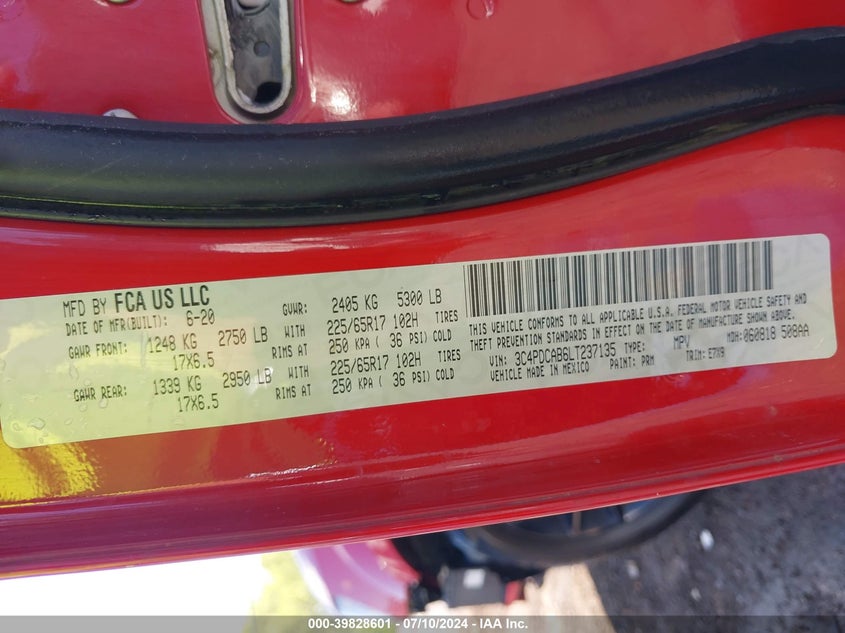 MFD BY FCA US LLC
DATE OF MFR(BUILT): 6-20 GVWR: 2405 KG 5300 LB
GAWR FRONT: 1248 KG 2750 LB WITH 225/65R17 102H TIRES
17X6.5 RIMS AT 250 KPA ( 36 PSI) COLD
GAWR REAR: 1339 KG 2950 LB WITH 225/65R17 102H TIRES
17X6.5 RIMS AT 250 KPA ( 36 PSI) COLD
THIS VEHICLE CONFORMS TO ALL APPLICABLE U.S.A. FEDERAL MOTOR VEHICLE SAFETY AND
THEFT PREVENTION STANDARDS IN EFFECT ON THE DATE OF MANUFACTURE SHOWN ABOVE.
VIN: 3C4PDCAB6LT237135 TYPE: MPV MDH: 060818 508AA
VEHICLE MADE IN MEXICO PAINT: PRM TRIM: E7X9
000-39828601 / 07/10/2024 - IAA Inc.